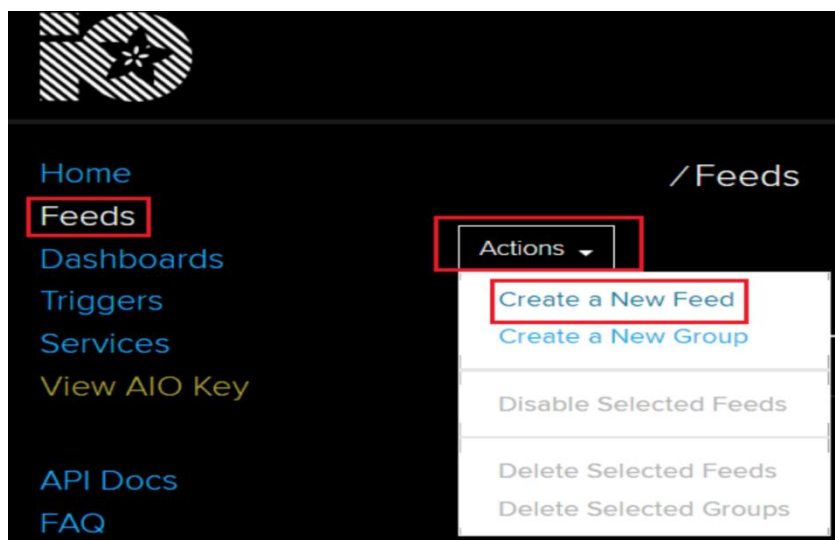 io
Home
Feeds
Dashboards
Triggers
Services
View AIO Key
API Docs
FAQ
/ Feeds
Actions
Create a New Feed
Create a New Group
Disable Selected Feeds
Delete Selected Feeds
Delete Selected Groups